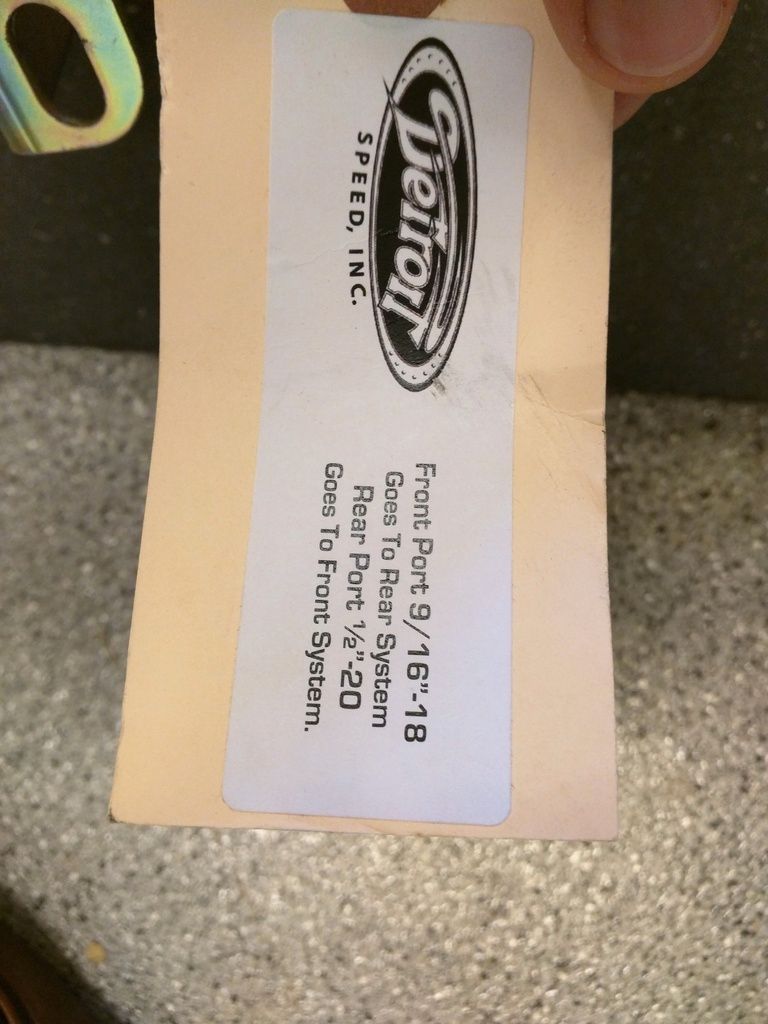 Detroit
SPEED, INC.
Front Port 9/16"-18
Goes To Rear System
Rear Port ½"-20
Goes To Front System.